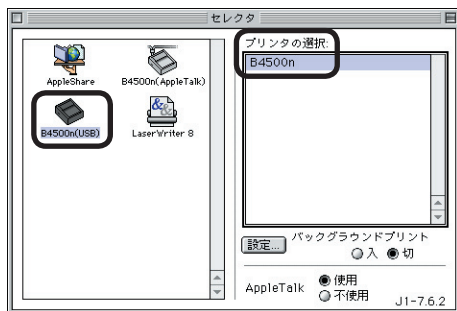 セレクタ
AppleShare
B4500n(AppleTalk)
B4500n(USB)
LaserWriter 8
プリンタの選択:
B4500n
設定...
バックグラウンドプリント
入 切
AppleTalk
使用
不使用
J1-7.6.2